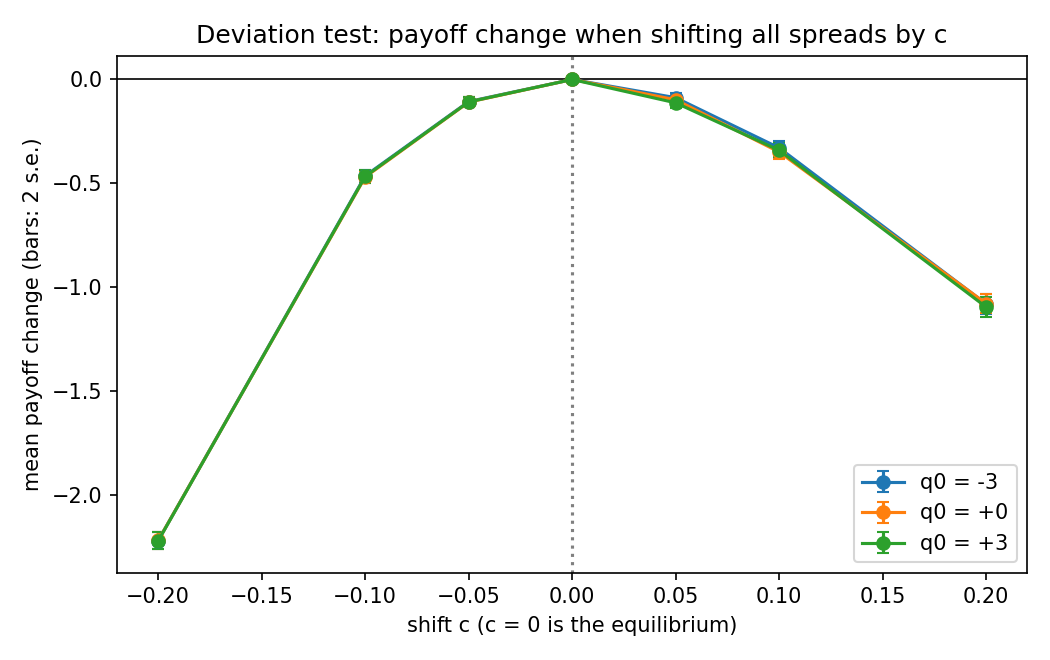 Deviation test: payoff change when shifting all spreads by c
mean payoff change (bars: 2 s.e.)
0.0
−0.5
−1.0
−1.5
−2.0
q0 = -3
q0 = +0
q0 = +3
−0.20 −0.15 −0.10 −0.05 0.00 0.05 0.10 0.15 0.20
shift c (c = 0 is the equilibrium)